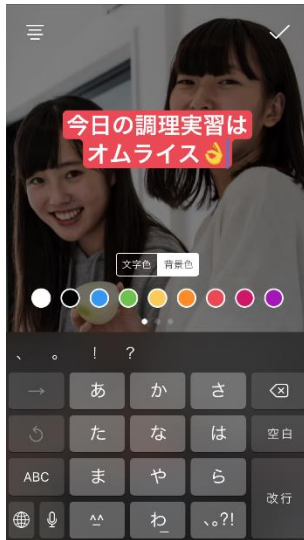 今日の調理実習は
オムライス👌
文字色 背景色
、 。 ! ?
→ あ か さ
た な は 空白
ABC ま や ら
改行
^^ わ_ 、。?!